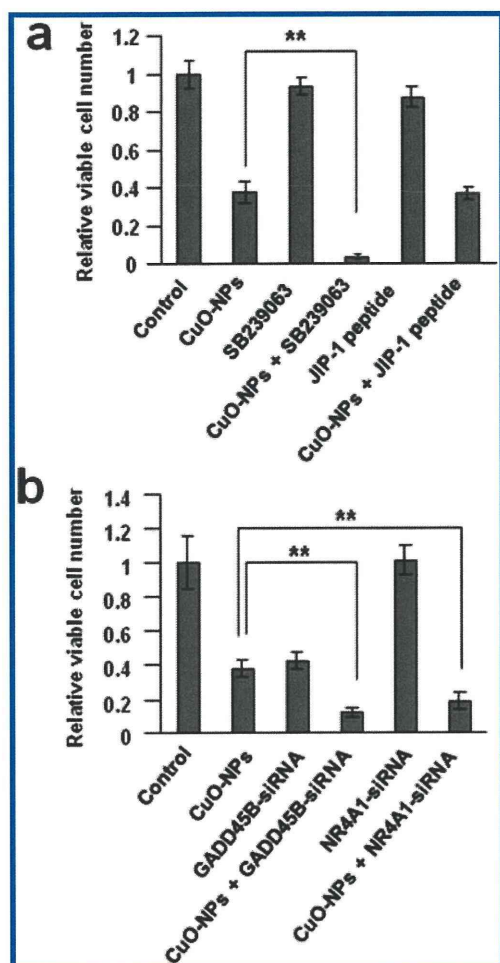 a
Relative viable cell number
1.2
1
0.8
0.6
0.4
0.2
0
**
Control
CuO-NPs
SB239063
CuO-NPs + SB239063
JIP-1 peptide
CuO-NPs + JIP-1 peptide
b
Relative viable cell number
1.4
1.2
1
0.8
0.6
0.4
0.2
0
**
**
Control
CuO-NPs
GADD45B-siRNA
CuO-NPs + GADD45B-siRNA
NR4A1-siRNA
CuO-NPs + NR4A1-siRNA